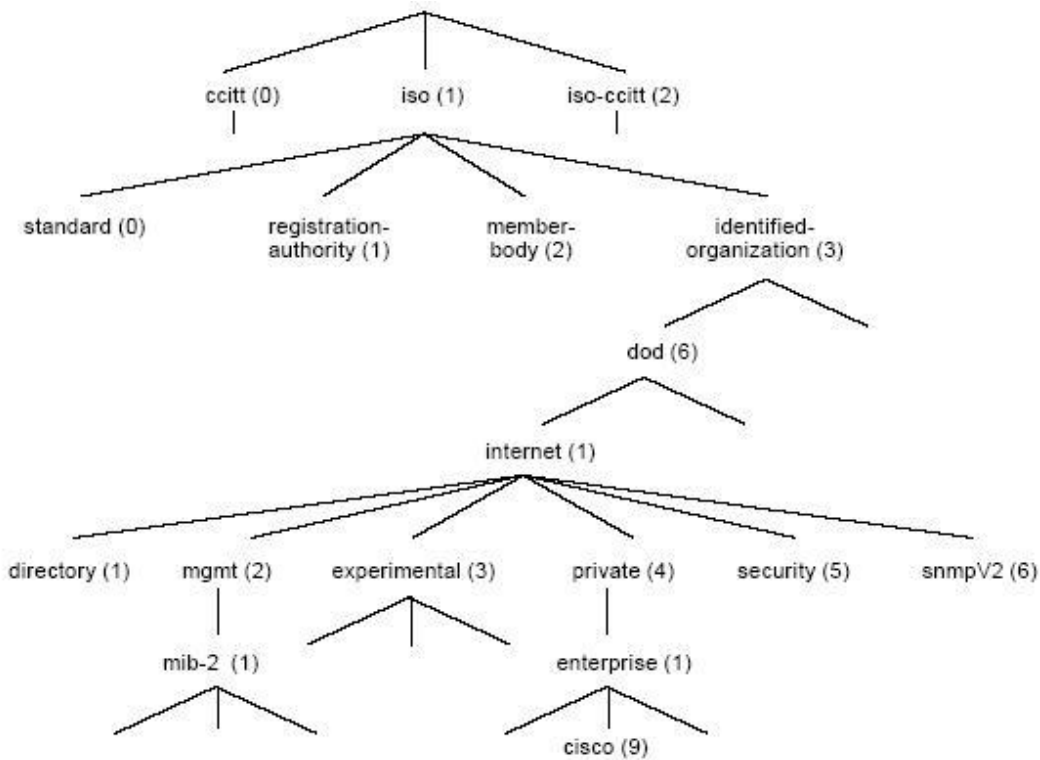 ccitt (0)
iso (1)
iso-ccitt (2)
standard (0)
registration-
authority (1)
member-
body (2)
identified-
organization (3)
dod (6)
internet (1)
directory (1)
mgmt (2)
experimental (3)
private (4)
security (5)
snmpV2 (6)
mib-2 (1)
enterprise (1)
cisco (9)